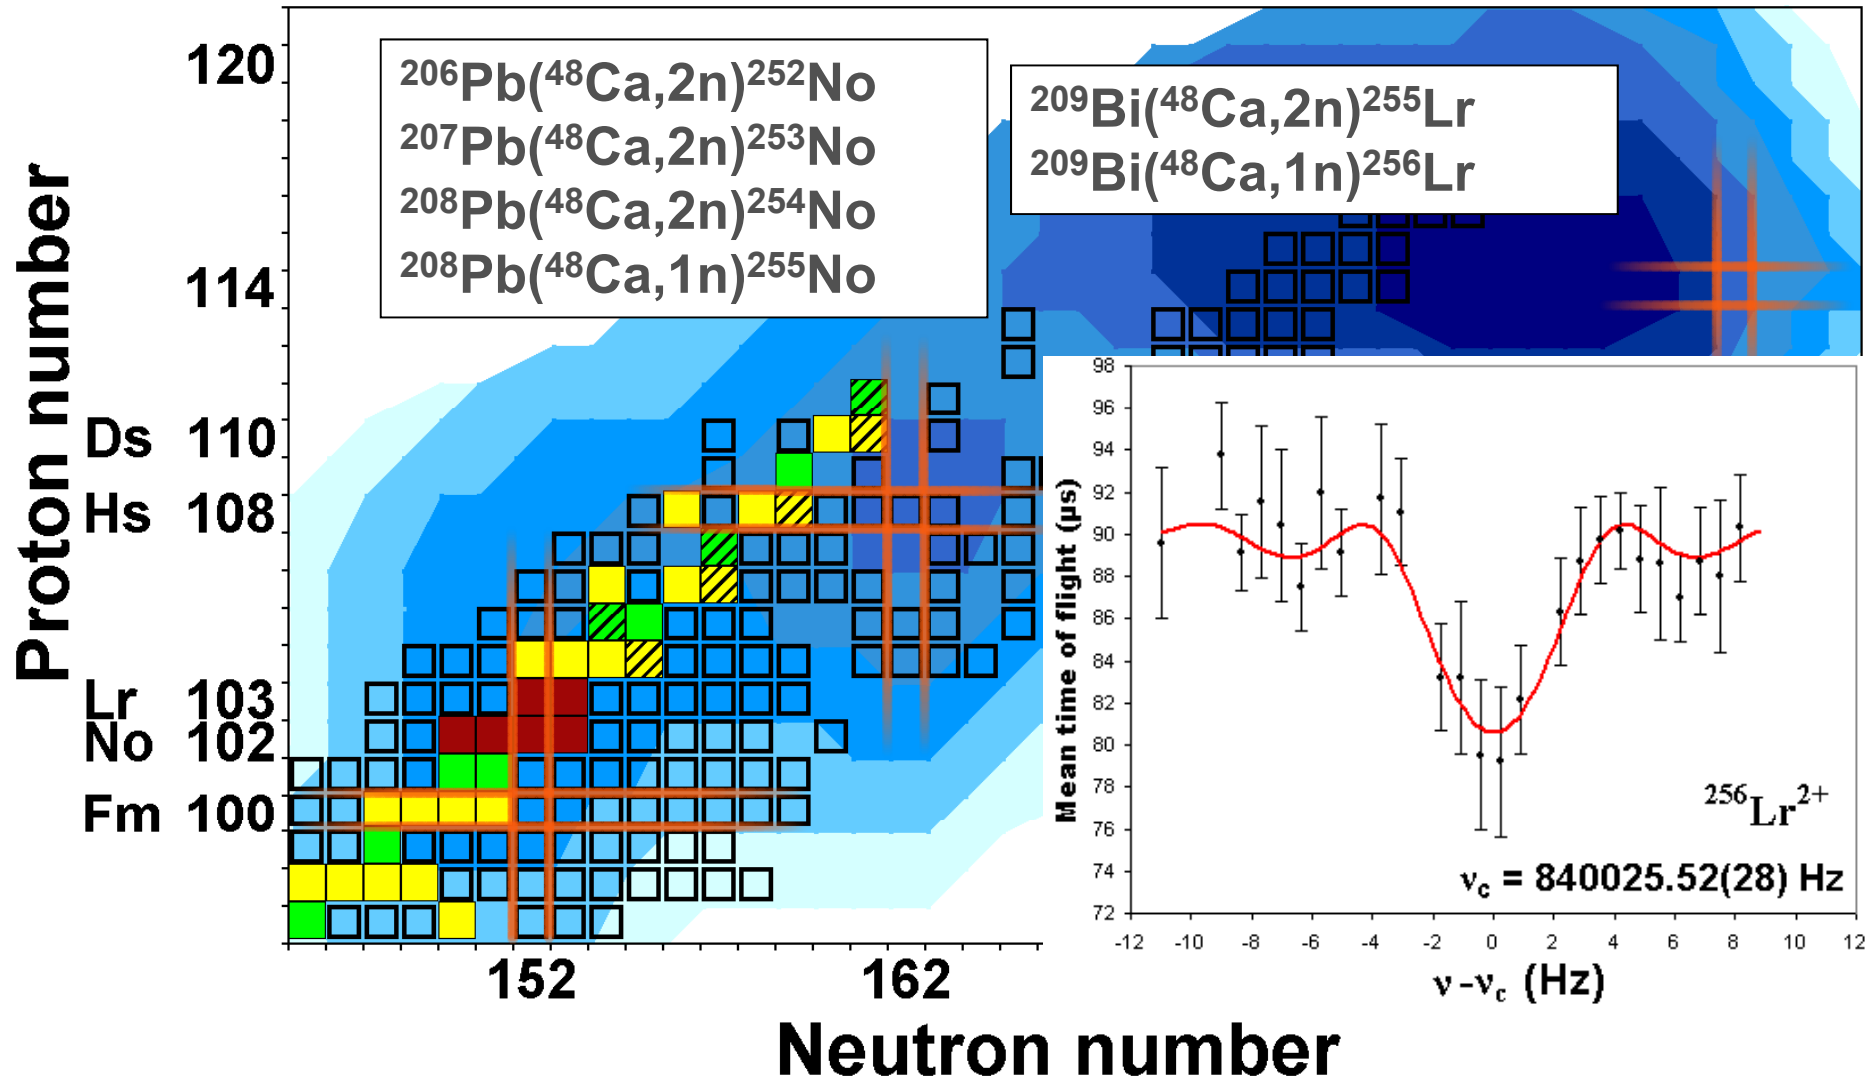 Proton number
120
114
Ds 110
Hs 108
Lr 103
No 102
Fm 100
²⁰⁶Pb(⁴⁸Ca,2n)²⁵²No
²⁰⁷Pb(⁴⁸Ca,2n)²⁵³No
²⁰⁸Pb(⁴⁸Ca,2n)²⁵⁴No
²⁰⁸Pb(⁴⁸Ca,1n)²⁵⁵No
²⁰⁹Bi(⁴⁸Ca,2n)²⁵⁵Lr
²⁰⁹Bi(⁴⁸Ca,1n)²⁵⁶Lr
152 162
Neutron number
Mean time of flight (µs)
98
96
94
92
90
88
86
84
82
80
78
76
74
72
²⁵⁶Lr²⁺
νc = 840025.52(28) Hz
-12 -10 -8 -6 -4 -2 0 2 4 6 8 10 12
ν-νc (Hz)